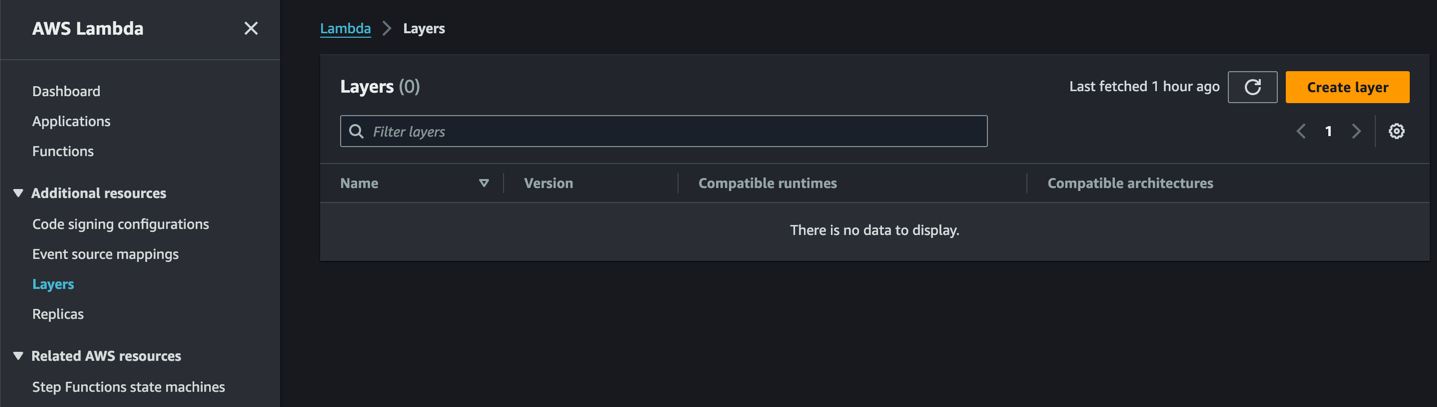 AWS Lambda
Dashboard
Applications
Functions
Additional resources
Code signing configurations
Event source mappings
Layers
Replicas
Related AWS resources
Step Functions state machines
Lambda Layers
Layers (0)
Last fetched 1 hour ago
Create layer
Filter layers
1
Name Version Compatible runtimes Compatible architectures
There is no data to display.